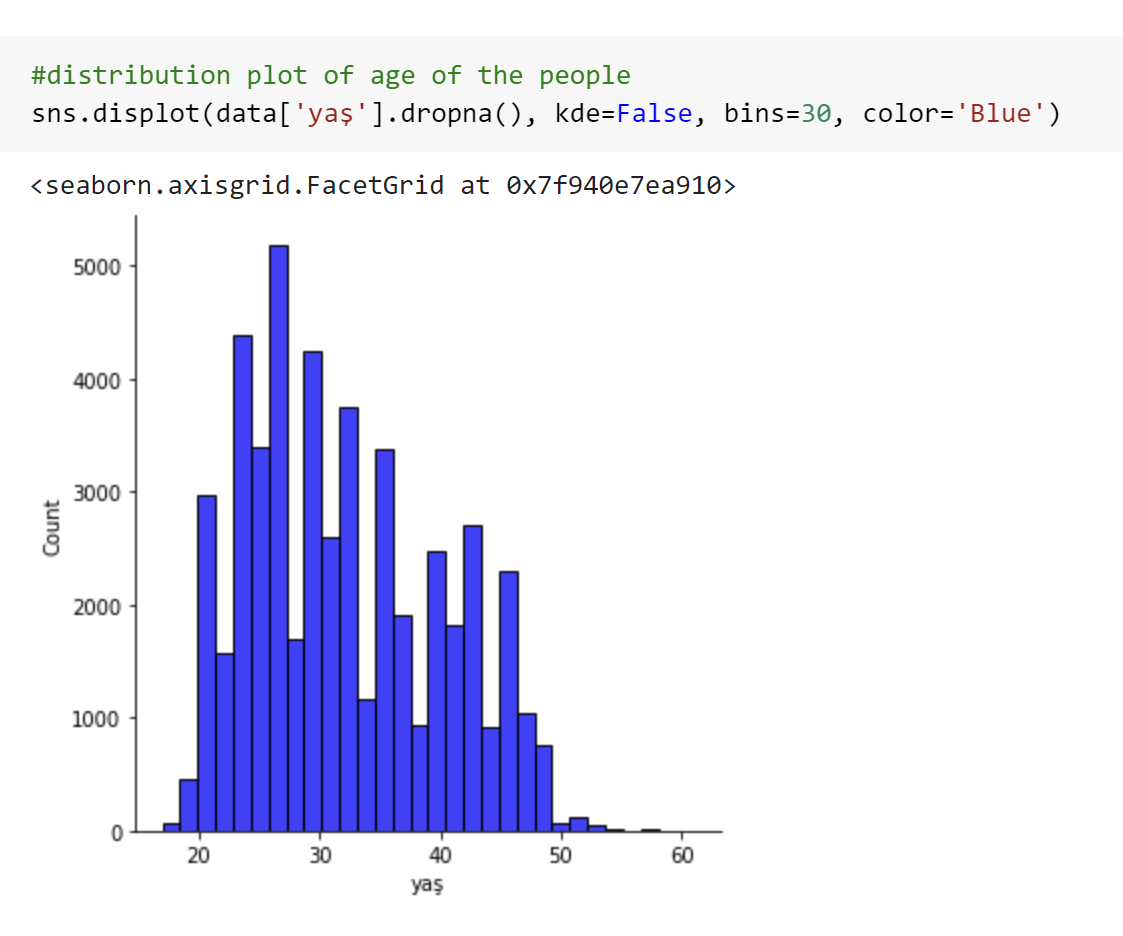 #distribution plot of age of the people
sns.displot(data['yaş'].dropna(), kde=False, bins=30, color='Blue')
<seaborn.axisgrid.FacetGrid at 0x7f940e7ea910>
5000
4000
3000
2000
1000
0
Count
20 30 40 50 60
yaş